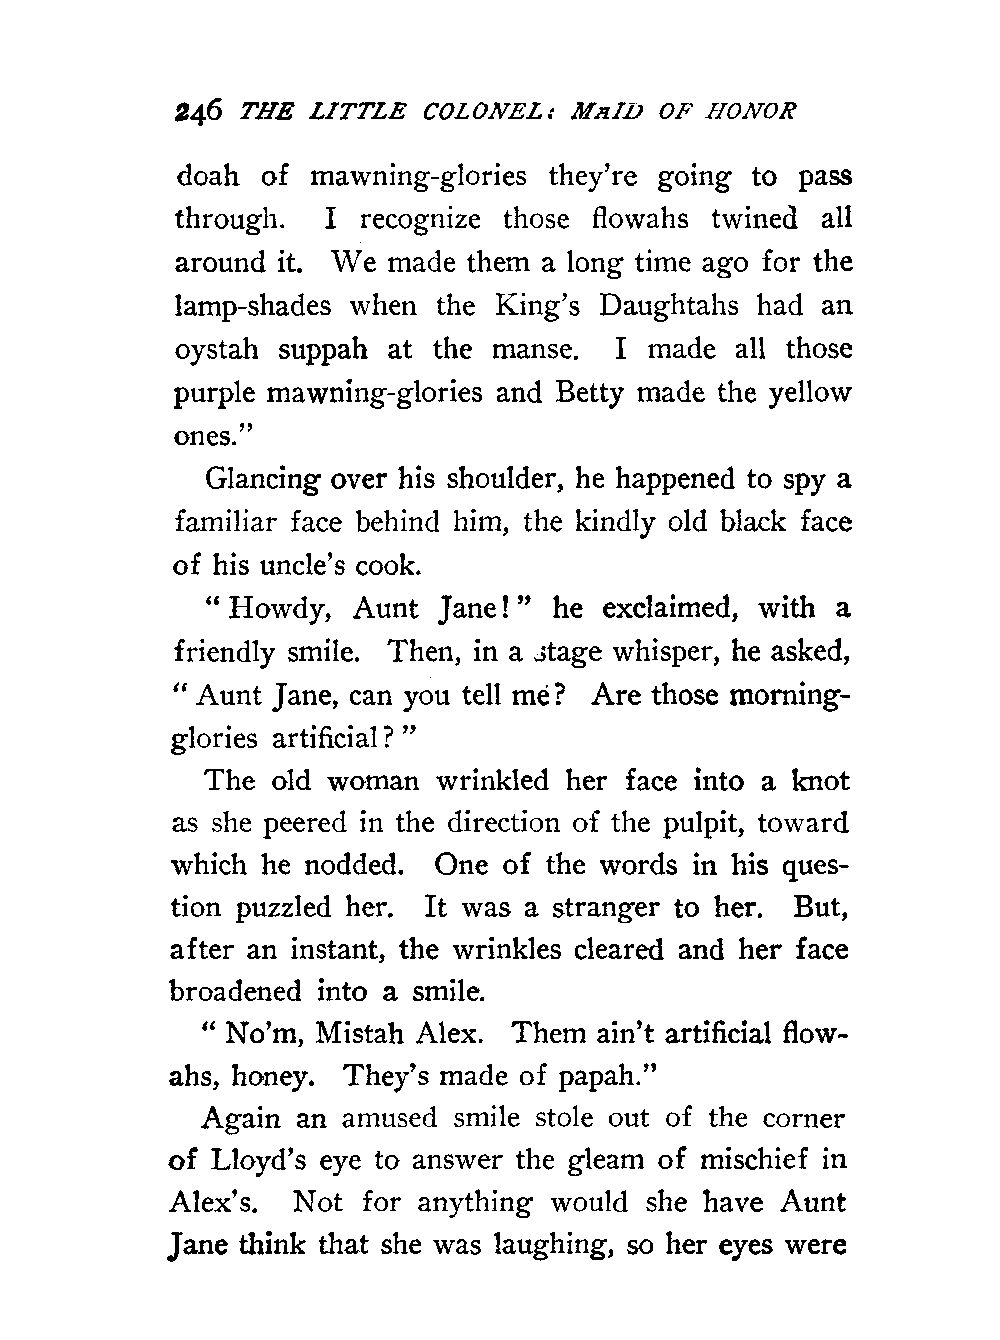 246 THE LITTLE COLONEL: MAID OF HONOR
doah of mawning-glories they're going to pass
through. I recognize those flowahs twined all
around it. We made them a long time ago for the
lamp-shades when the King's Daughtahs had an
oystah suppah at the manse. I made all those
purple mawning-glories and Betty made the yellow
ones."
Glancing over his shoulder, he happened to spy a
familiar face behind him, the kindly old black face
of his uncle's cook.
"Howdy, Aunt Jane!" he exclaimed, with a
friendly smile. Then, in a stage whisper, he asked,
"Aunt Jane, can you tell me? Are those morning-
glories artificial?"
The old woman wrinkled her face into a knot
as she peered in the direction of the pulpit, toward
which he nodded. One of the words in his ques-
tion puzzled her. It was a stranger to her. But,
after an instant, the wrinkles cleared and her face
broadened into a smile.
"No'm, Mistah Alex. Them ain't artificial flow-
ahs, honey. They's made of papah."
Again an amused smile stole out of the corner
of Lloyd's eye to answer the gleam of mischief in
Alex's. Not for anything would she have Aunt
Jane think that she was laughing, so her eyes were